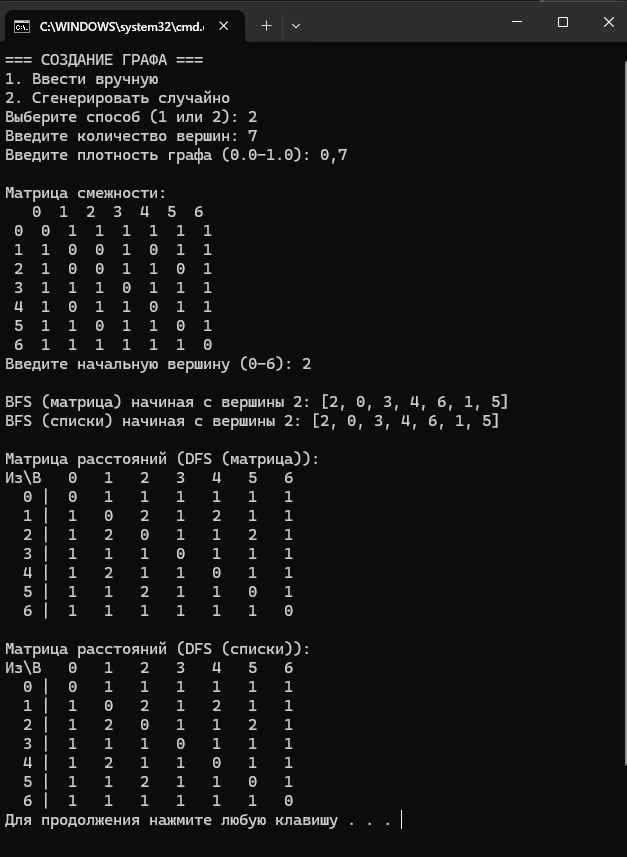 C:\WINDOWS\system32\cmd.
=== СОЗДАНИЕ ГРАФА ===
1. Ввести вручную
2. Сгенерировать случайно
Выберите способ (1 или 2): 2
Введите количество вершин: 7
Введите плотность графа (0.0-1.0): 0,7

Матрица смежности:
   0  1  2  3  4  5  6
 0  0  1  1  1  1  1  1
 1  1  0  0  1  0  1  1
 2  1  0  0  1  1  0  1
 3  1  1  1  0  1  1  1
 4  1  0  1  1  0  1  1
 5  1  1  0  1  1  0  1
 6  1  1  1  1  1  1  0
Введите начальную вершину (0-6): 2

BFS (матрица) начиная с вершины 2: [2, 0, 3, 4, 6, 1, 5]
BFS (списки) начиная с вершины 2: [2, 0, 3, 4, 6, 1, 5]

Матрица расстояний (DFS (матрица)):
Из\В   0   1   2   3   4   5   6
  0 |  0   1   1   1   1   1   1
  1 |  1   0   2   1   2   1   1
  2 |  1   2   0   1   1   2   1
  3 |  1   1   1   0   1   1   1
  4 |  1   2   1   1   0   1   1
  5 |  1   1   2   1   1   0   1
  6 |  1   1   1   1   1   1   0

Матрица расстояний (DFS (списки)):
Из\В   0   1   2   3   4   5   6
  0 |  0   1   1   1   1   1   1
  1 |  1   0   2   1   2   1   1
  2 |  1   2   0   1   1   2   1
  3 |  1   1   1   0   1   1   1
  4 |  1   2   1   1   0   1   1
  5 |  1   1   2   1   1   0   1
  6 |  1   1   1   1   1   1   0
Для продолжения нажмите любую клавишу . . .